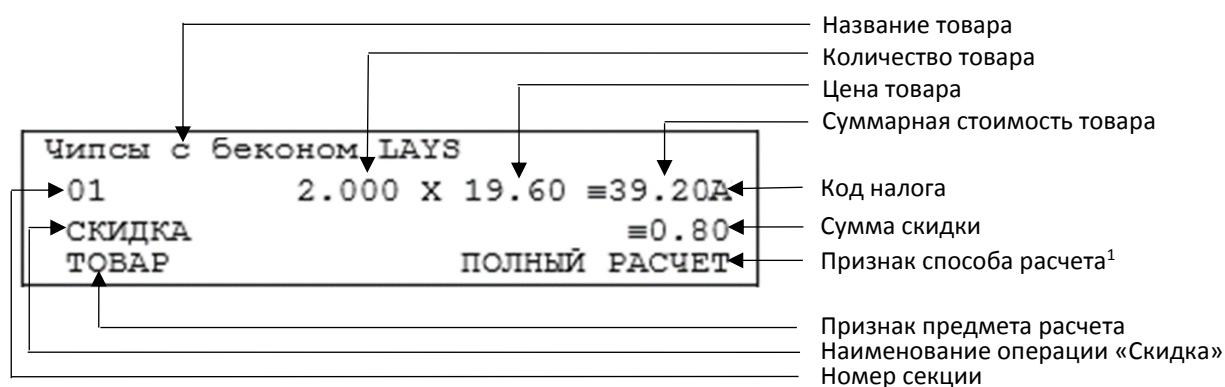 Название товара
Количество товара
Цена товара
Суммарная стоимость товара
Чипсы с беконом LAYS
01 2.000 X 19.60 ≡39.20А
Код налога
СКИДКА ≡0.80
Сумма скидки
ТОВАР ПОЛНЫЙ РАСЧЕТ
Признак способа расчета¹
Признак предмета расчета
Наименование операции «Скидка»
Номер секции